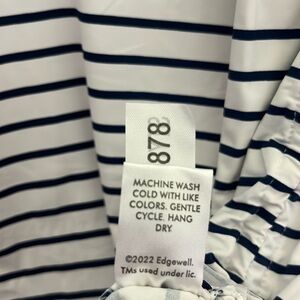 878
MACHINE WASH
COLD WITH LIKE
COLORS. GENTLE
CYCLE. HANG
DRY
©2022 Edgewell.
TMs used under lic.